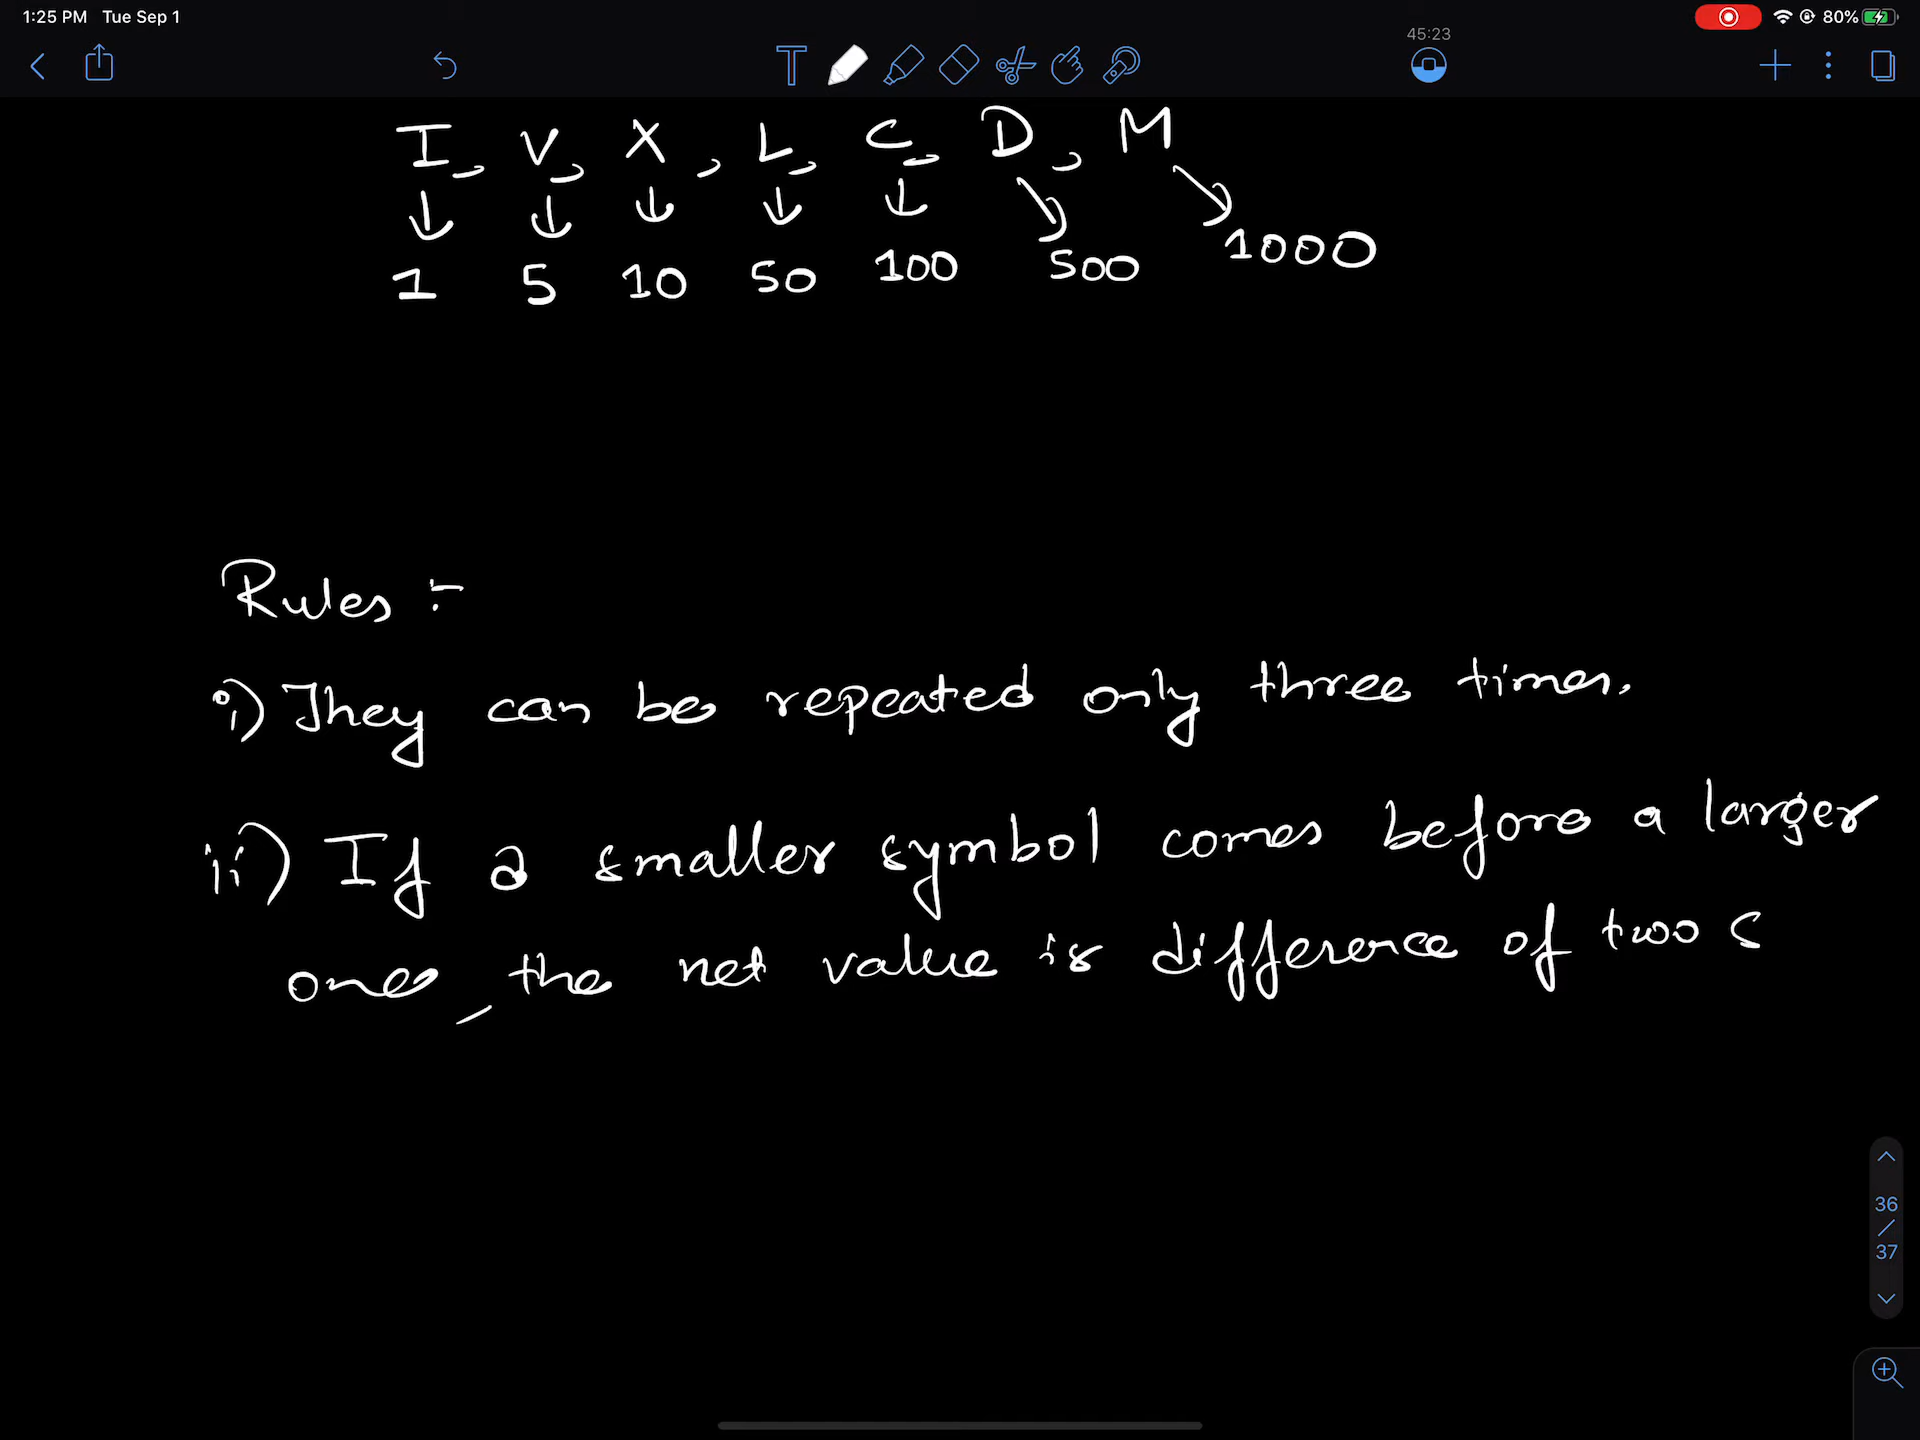 1:25 PM Tue Sep 1
80%
45:23
I, V, X, L, C, D, M
↓ ↓ ↓ ↓ ↓ ↘ ↘
1 5 10 50 100 500 1000
Rules :-
i) They can be repeated only three times.
ii) If a smaller symbol comes before a larger
one, the net value is difference of two s
36
/
37